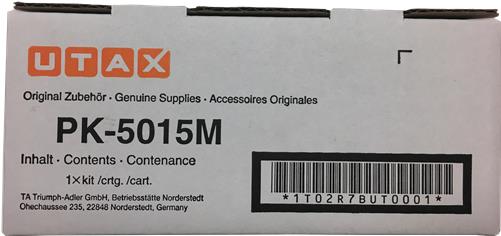 UTAX
Original Zubehör · Genuine Supplies · Accessoires Originales
PK-5015M
Inhalt · Contents · Contenance
1×kit /crtg. /cart.
TA Triumph-Adler GmbH, Betriebsstätte Norderstedt
Ohechaussee 235, 22848 Norderstedt, Germany
*1T02R7BUT0001*